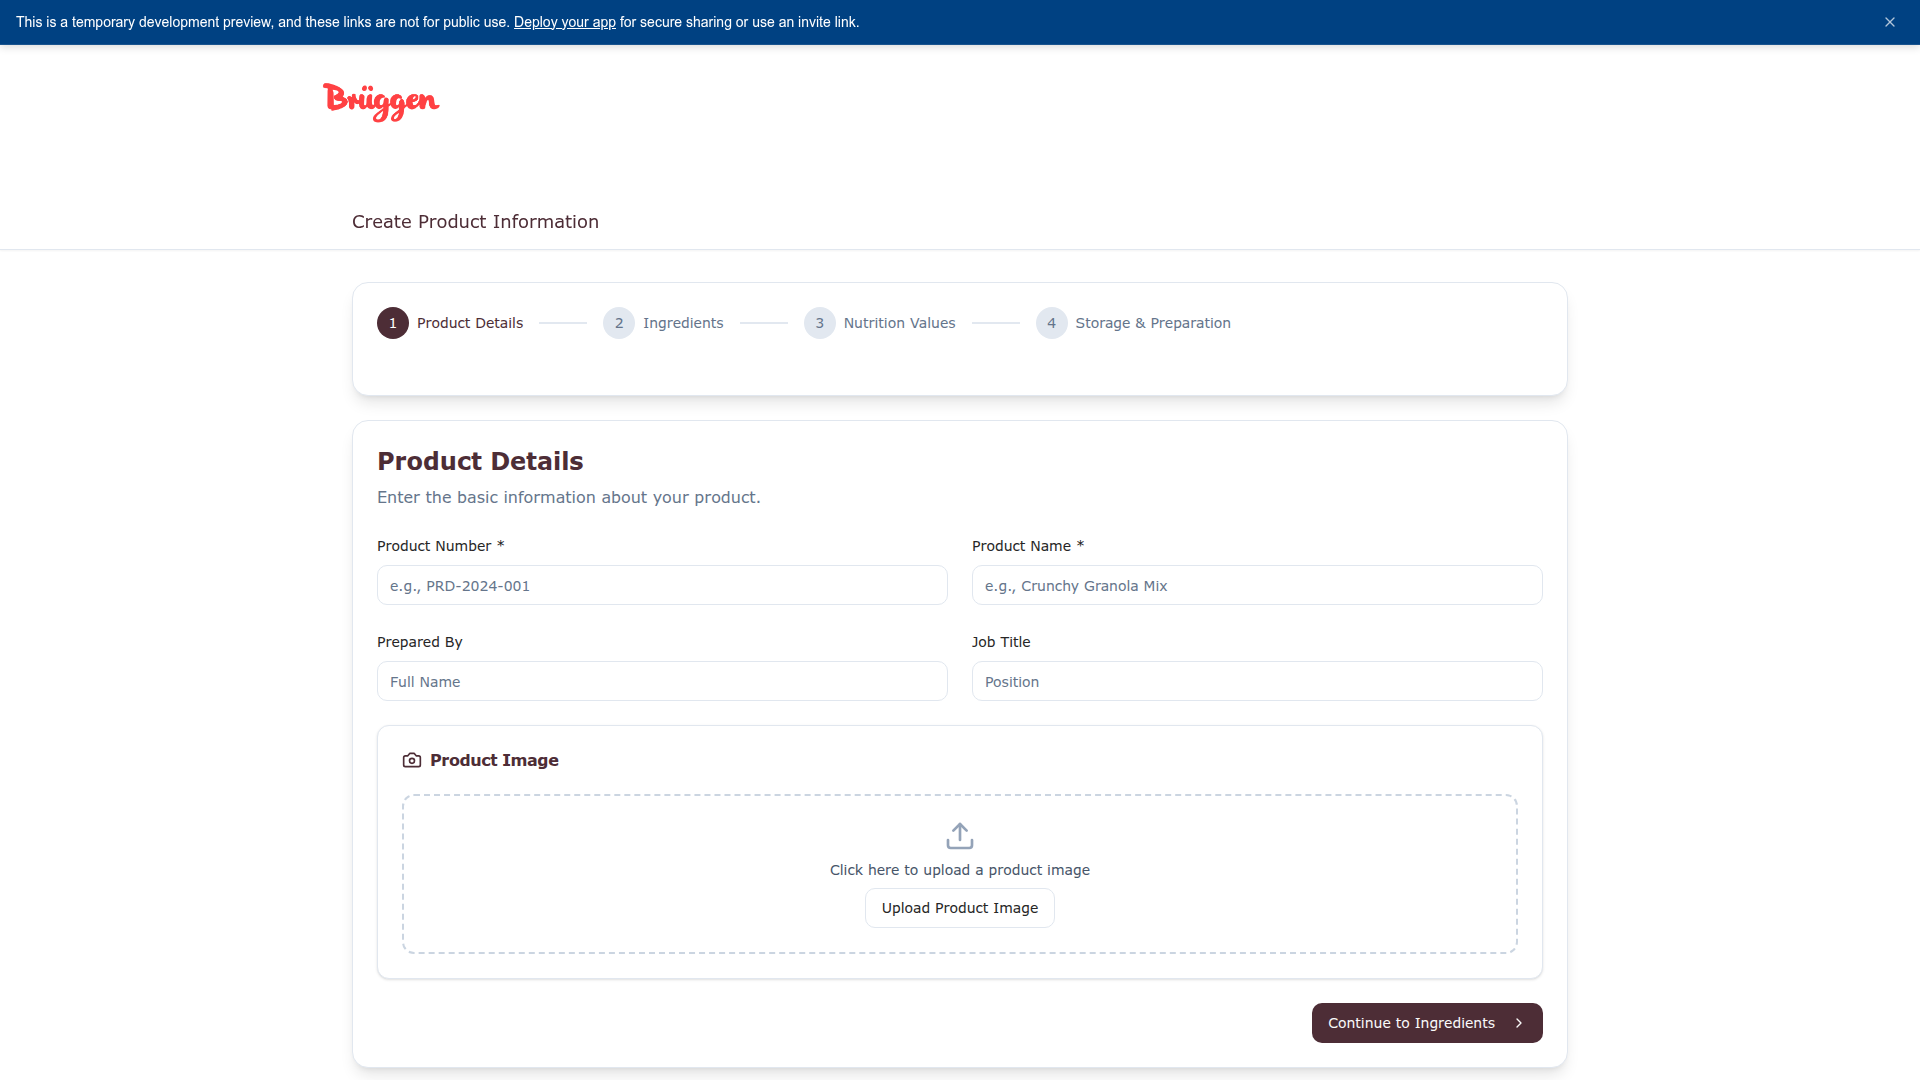 This is a temporary development preview, and these links are not for public use. Deploy your app for secure sharing or use an invite link.
Brüggen
Create Product Information
1 Product Details 2 Ingredients 3 Nutrition Values 4 Storage & Preparation
Product Details
Enter the basic information about your product.
Product Number * Product Name *
e.g., PRD-2024-001 e.g., Crunchy Granola Mix
Prepared By Job Title
Full Name Position
Product Image
Click here to upload a product image
Upload Product Image
Continue to Ingredients